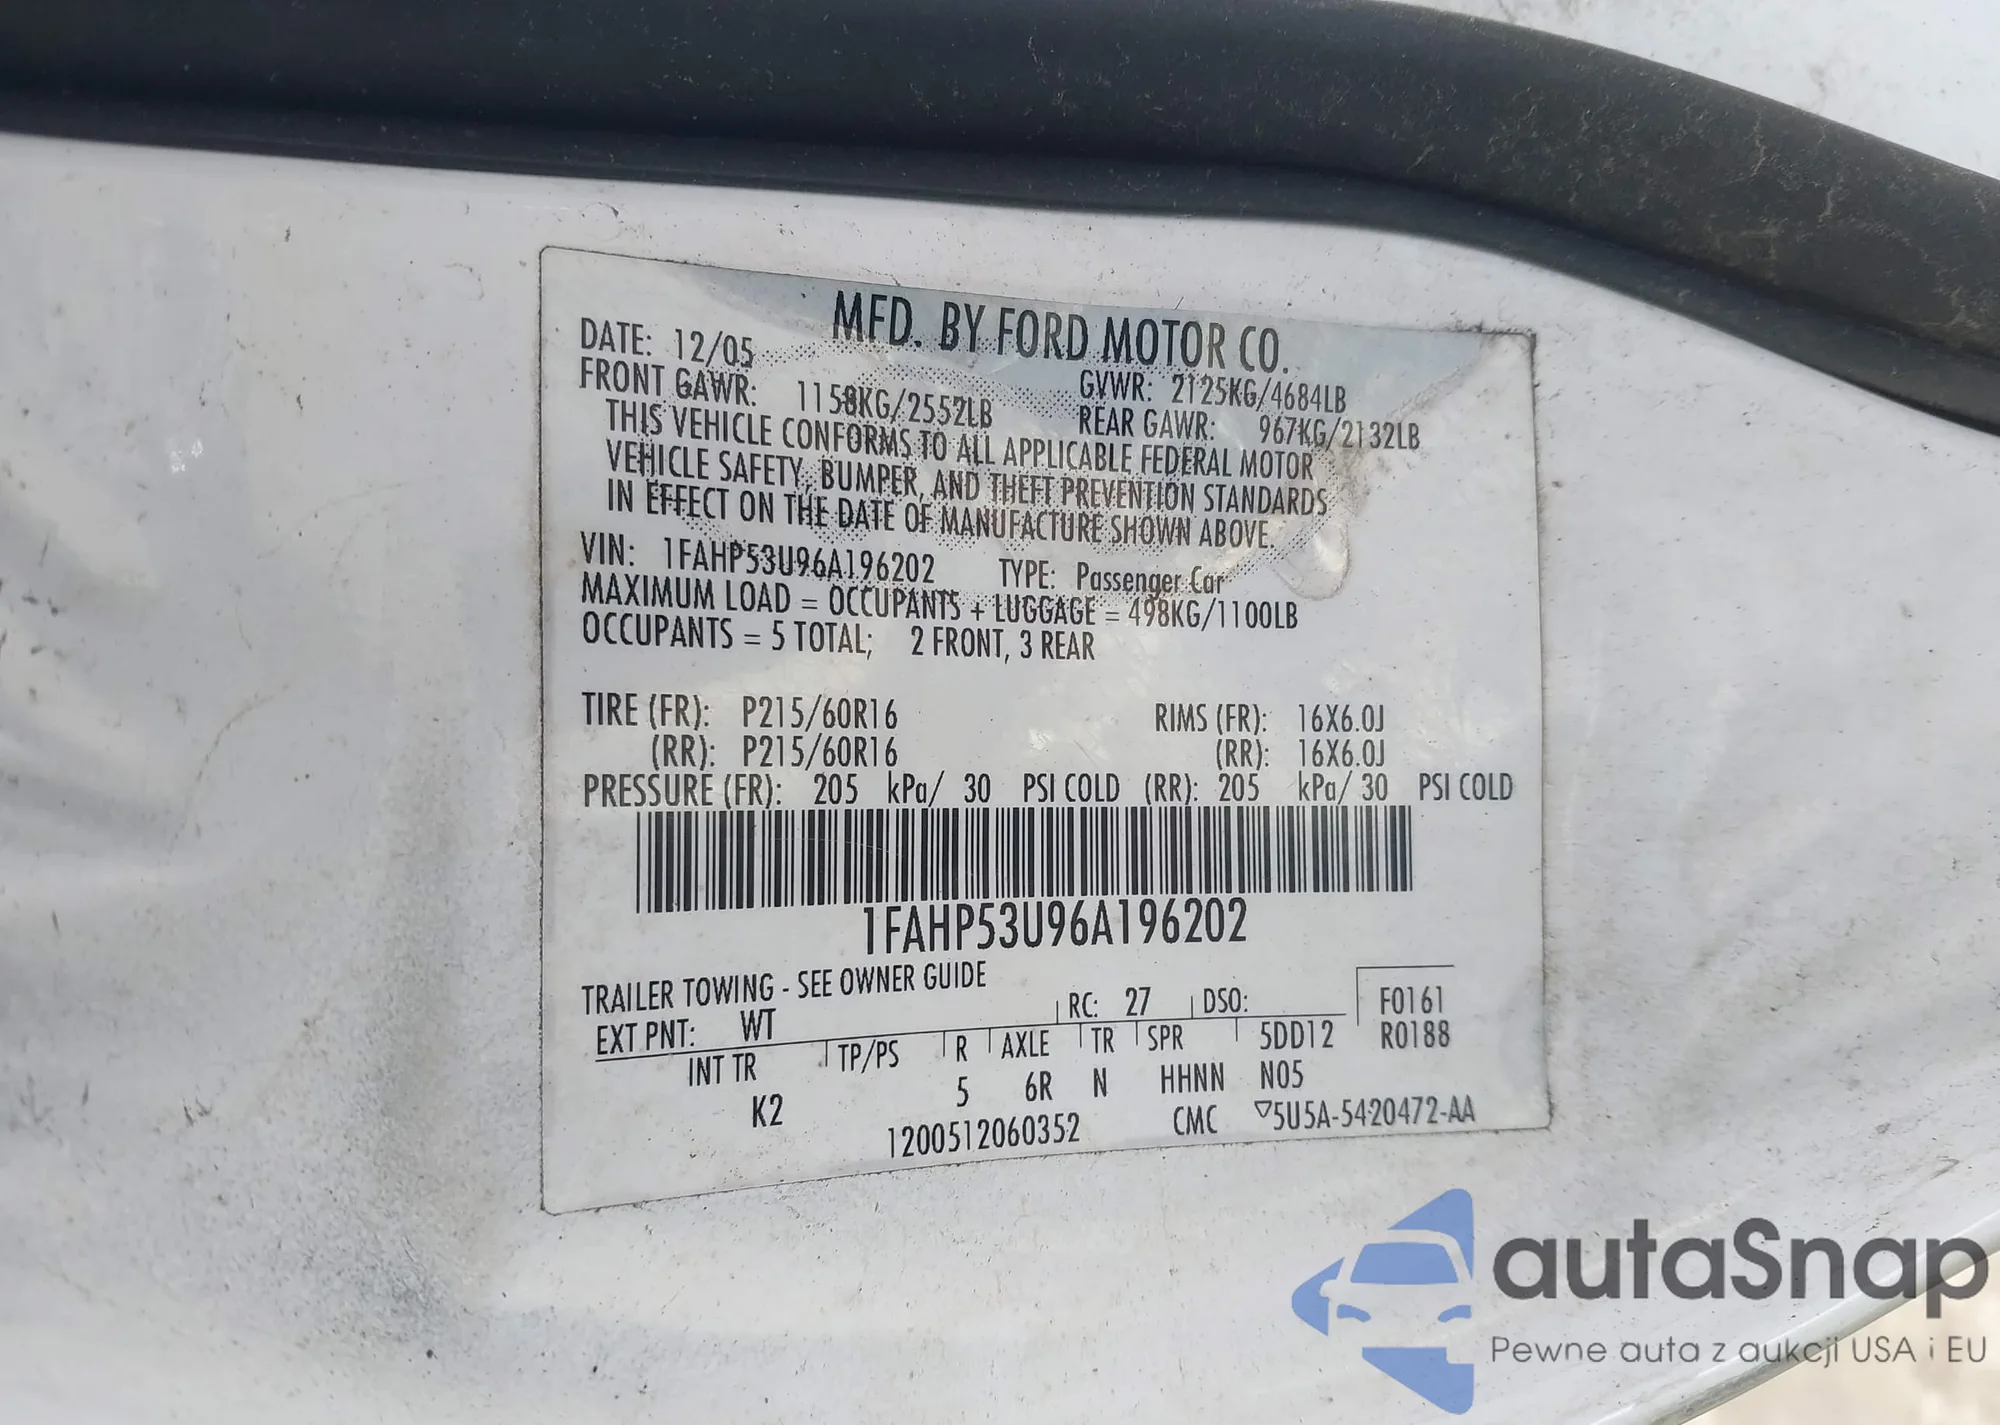 MFD. BY FORD MOTOR CO.
DATE: 12/05 GVWR: 2125KG/4684LB
FRONT GAWR: 1158KG/2552LB REAR GAWR: 967KG/2132LB
THIS VEHICLE CONFORMS TO ALL APPLICABLE FEDERAL MOTOR
VEHICLE SAFETY, BUMPER, AND THEFT PREVENTION STANDARDS
IN EFFECT ON THE DATE OF MANUFACTURE SHOWN ABOVE.
VIN: 1FAHP53U96A196202 TYPE: Passenger Car
MAXIMUM LOAD = OCCUPANTS + LUGGAGE = 498KG/1100LB
OCCUPANTS = 5 TOTAL; 2 FRONT, 3 REAR
TIRE (FR): P215/60R16 RIMS (FR): 16X6.0J
(RR): P215/60R16 (RR): 16X6.0J
PRESSURE (FR): 205 kPa/ 30 PSI COLD (RR): 205 kPa/ 30 PSI COLD
1FAHP53U96A196202
TRAILER TOWING - SEE OWNER GUIDE
EXT PNT: WT RC: 27 DSO: F0161
INT TR TP/PS R AXLE TR SPR 5DD12 R0188
K2 5 6R N HHNN N05
1200512060352 CMC ▽5U5A-5420472-AA
autaSnap
Pewne auta z aukcji USA i EU